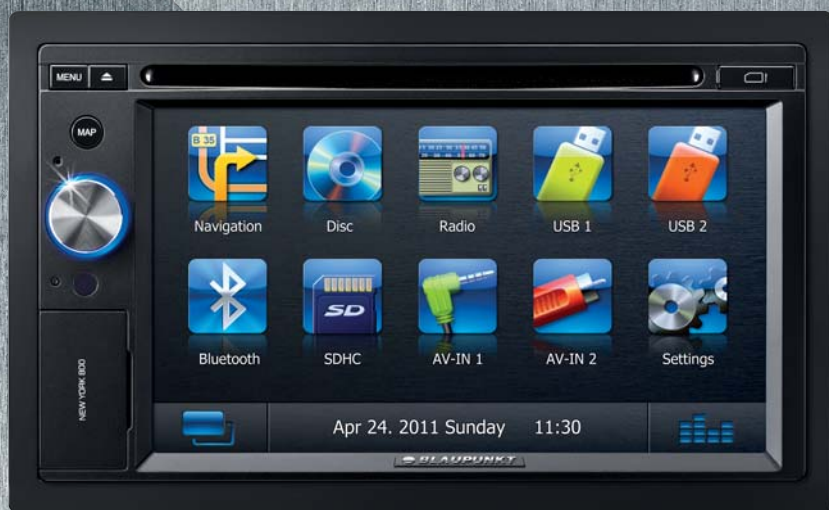 MENU
MAP
B 35
Navigation
Disc
Radio
USB 1
USB 2
SD
Bluetooth
SDHC
AV-IN 1
AV-IN 2
Settings
NEW YORK 800
Apr 24. 2011 Sunday 11:30
BLAUPUNKT